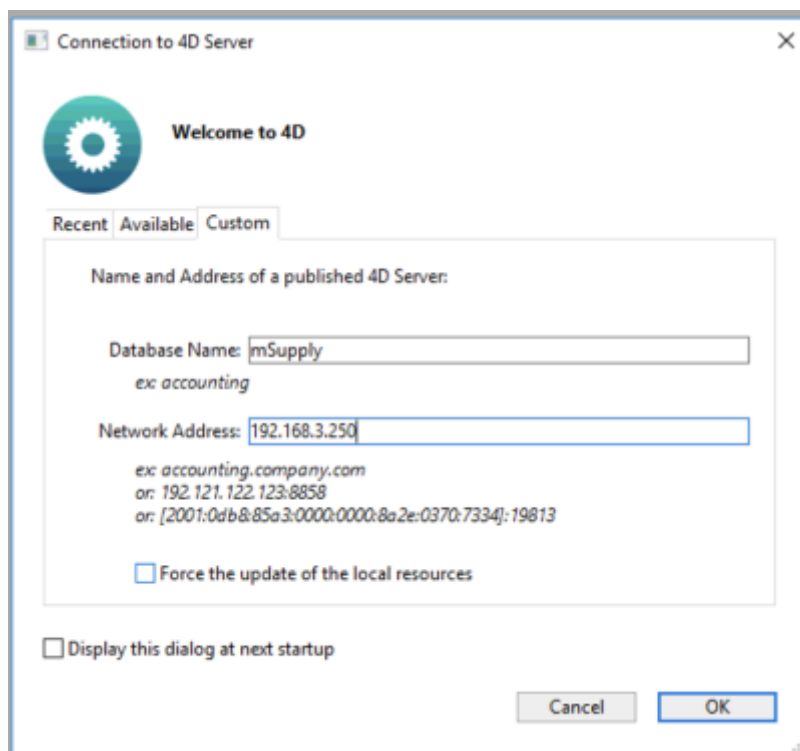 Connection to 4D Server
Welcome to 4D
Recent Available Custom
Name and Address of a published 4D Server:
Database Name: mSupply
ex: accounting
Network Address: 192.168.3.250
ex: accounting.company.com
or: 192.121.122.123:8858
or: [2001:0db8:85a3:0000:0000:8a2e:0370:7334]:19813
Force the update of the local resources
Display this dialog at next startup
Cancel OK